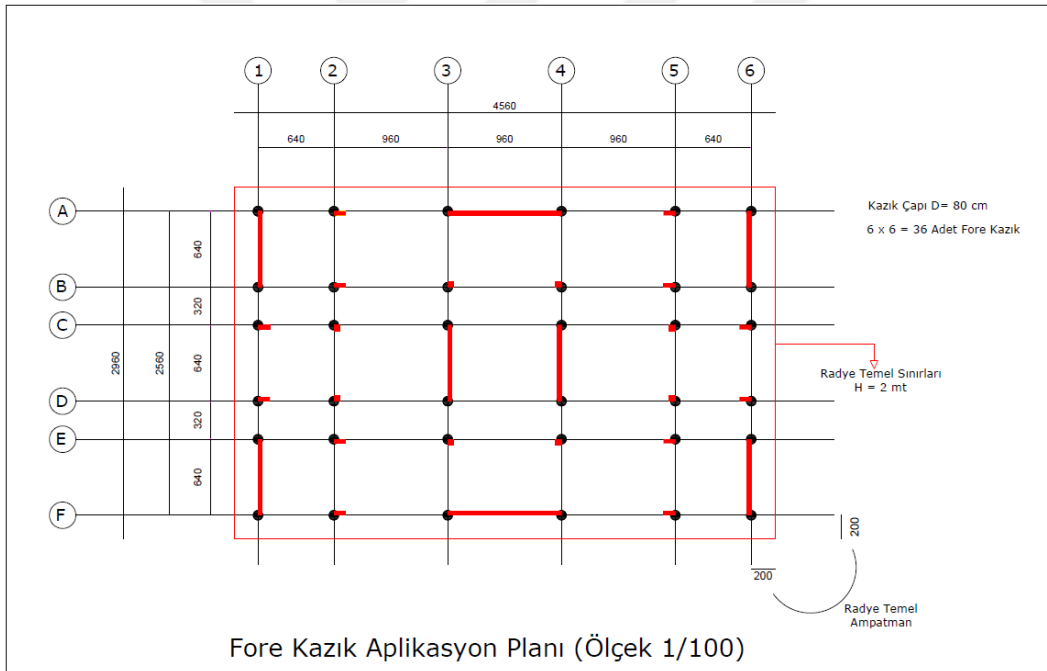 1 2 3 4 5 6
4560
640 960 960 960 640
A
B
C
D
E
F
640
320
640
320
640
2560
2960
Kazık Çapı D= 80 cm
6 x 6 = 36 Adet Fore Kazık
Radye Temel Sınırları
H = 2 mt
200
200
Radye Temel
Ampatman
Fore Kazık Aplikasyon Planı (Ölçek 1/100)